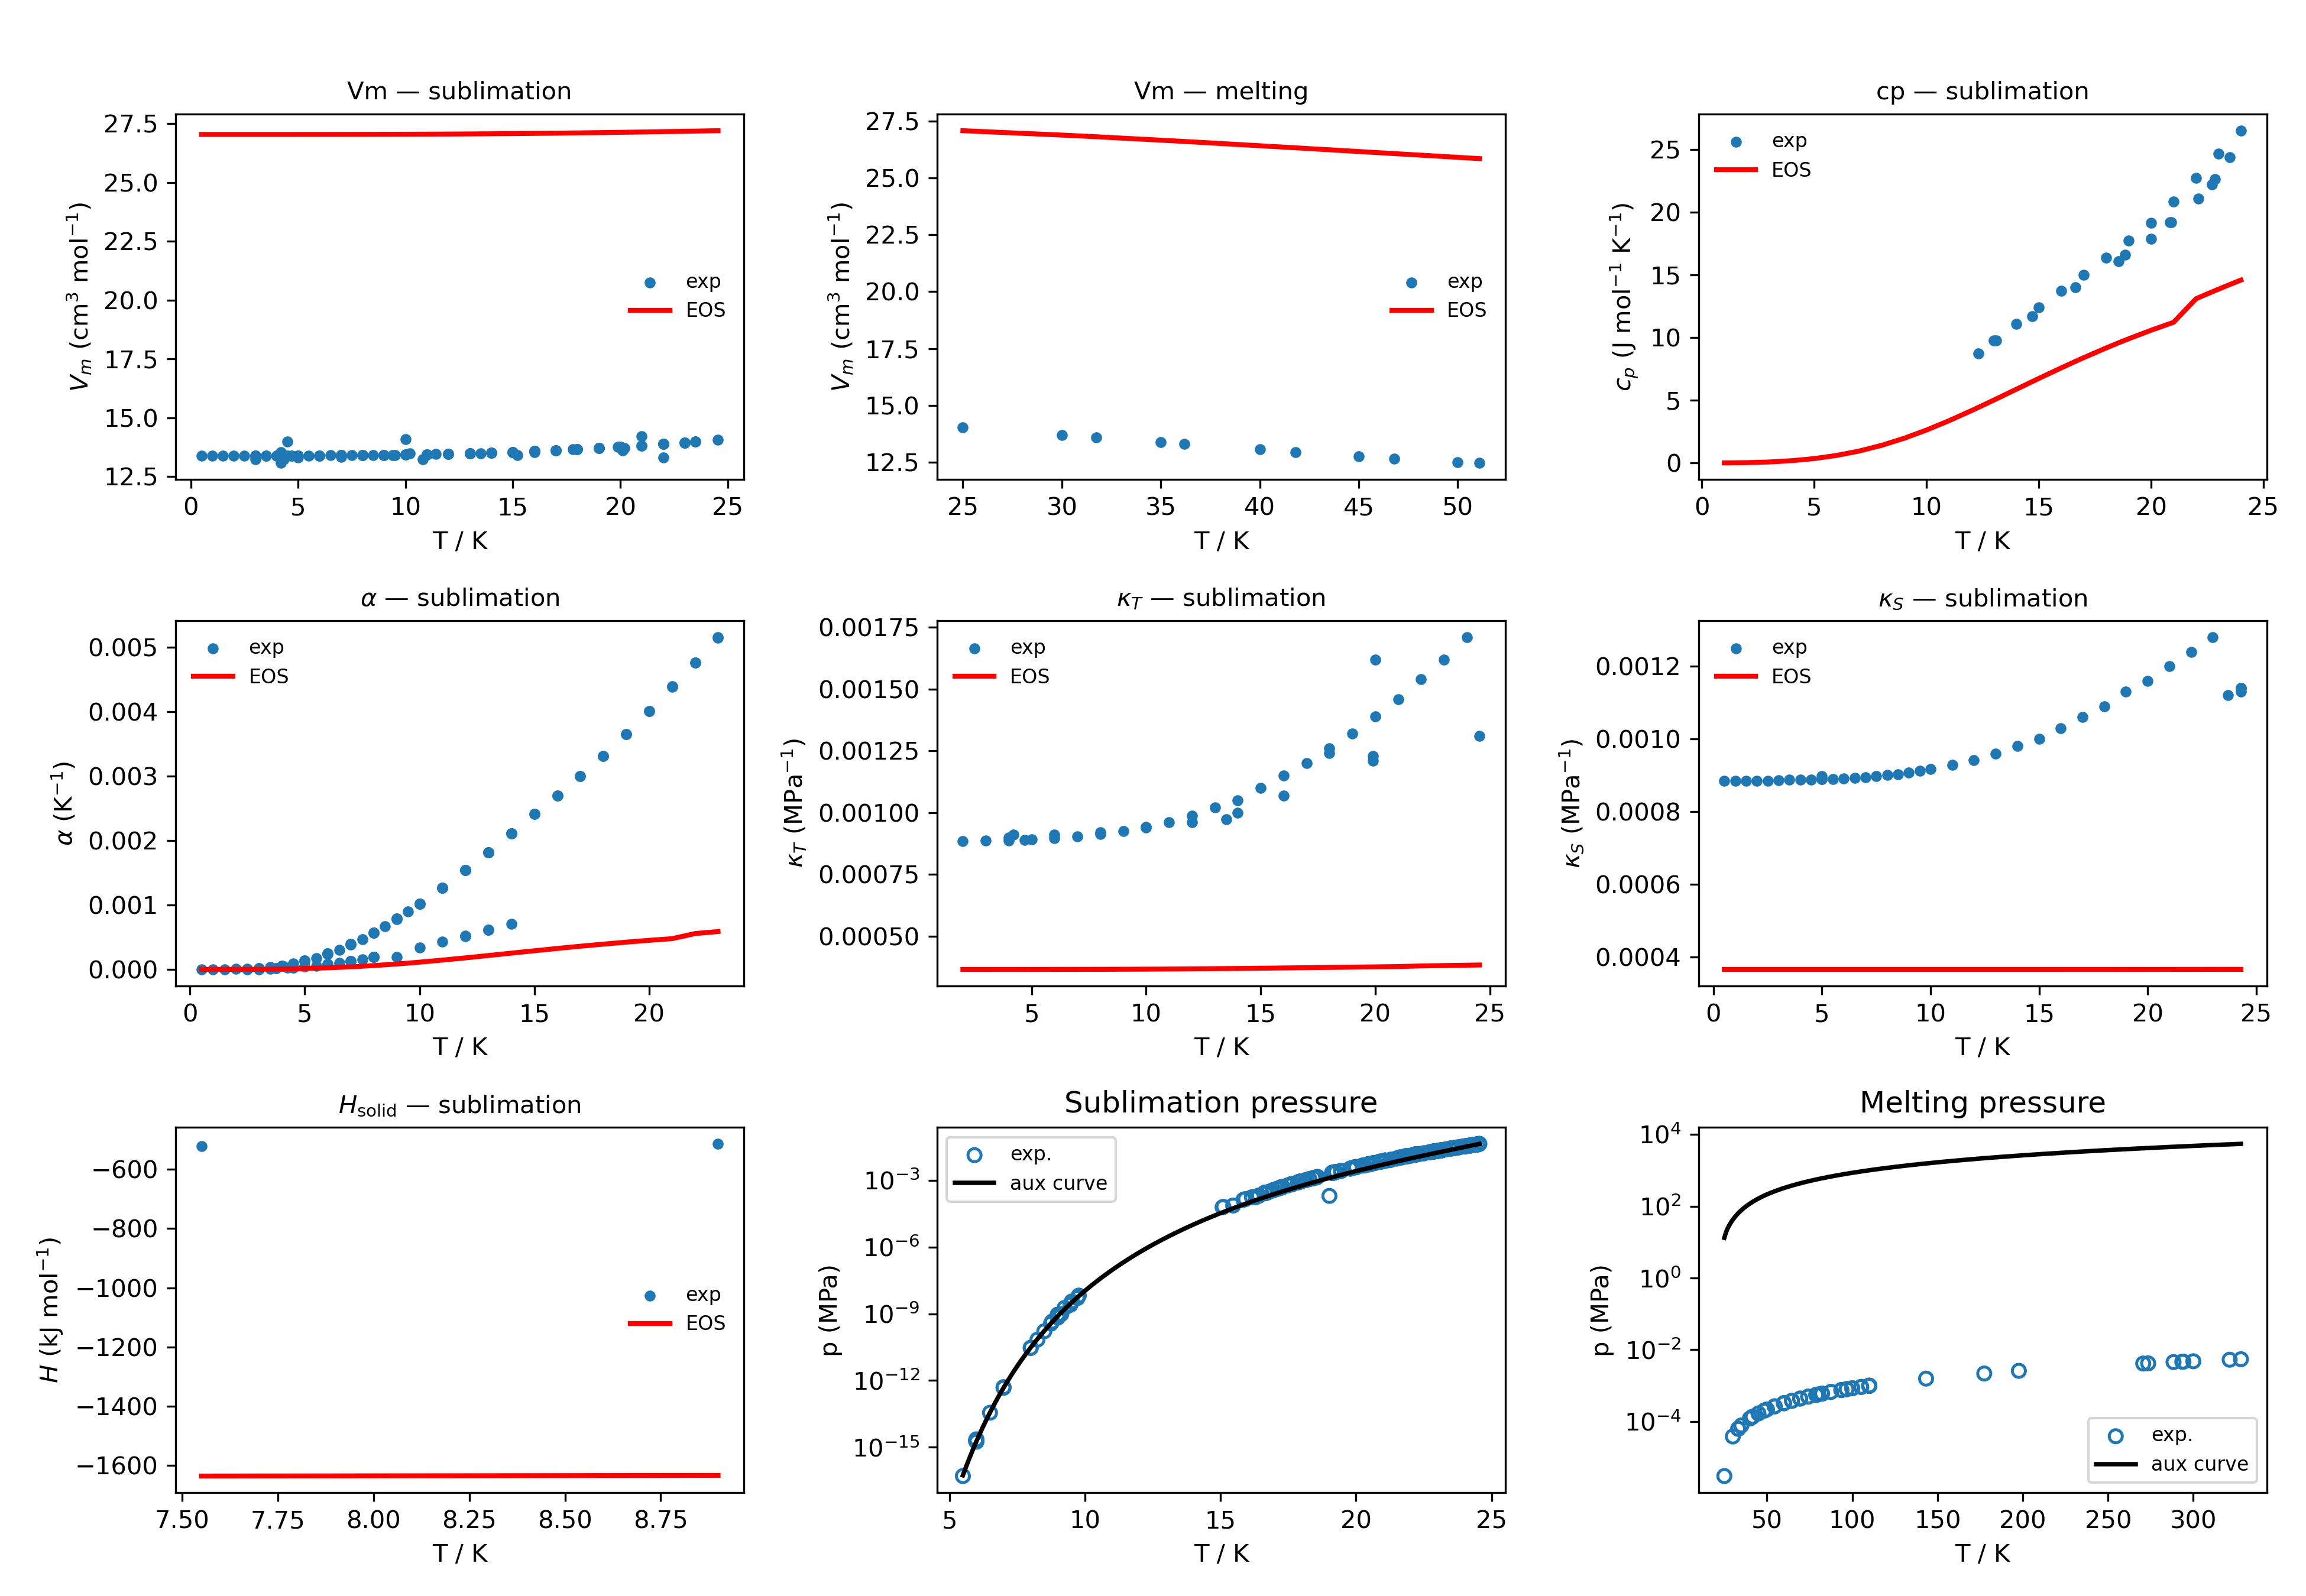 Vm — sublimation
27.5
25.0
22.5
20.0
17.5
15.0
12.5
V_m (cm³ mol⁻¹)
exp
EOS
0 5 10 15 20 25
T / K
Vm — melting
27.5
25.0
22.5
20.0
17.5
15.0
12.5
V_m (cm³ mol⁻¹)
exp
EOS
25 30 35 40 45 50
T / K
cp — sublimation
25
20
15
10
5
0
c_p (J mol⁻¹ K⁻¹)
exp
EOS
0 5 10 15 20 25
T / K
α — sublimation
0.005
0.004
0.003
0.002
0.001
0.000
α (K⁻¹)
exp
EOS
0 5 10 15 20
T / K
κ_T — sublimation
0.00175
0.00150
0.00125
0.00100
0.00075
0.00050
κ_T (MPa⁻¹)
exp
EOS
5 10 15 20 25
T / K
κ_S — sublimation
0.0012
0.0010
0.0008
0.0006
0.0004
κ_S (MPa⁻¹)
exp
EOS
0 5 10 15 20 25
T / K
H_solid — sublimation
−600
−800
−1000
−1200
−1400
−1600
H (kJ mol⁻¹)
exp
EOS
7.50 7.75 8.00 8.25 8.50 8.75
T / K
Sublimation pressure
10⁻³
10⁻⁶
10⁻⁹
10⁻¹²
10⁻¹⁵
p (MPa)
exp.
aux curve
5 10 15 20 25
T / K
Melting pressure
10⁴
10²
10⁰
10⁻²
10⁻⁴
p (MPa)
exp.
aux curve
50 100 150 200 250 300
T / K